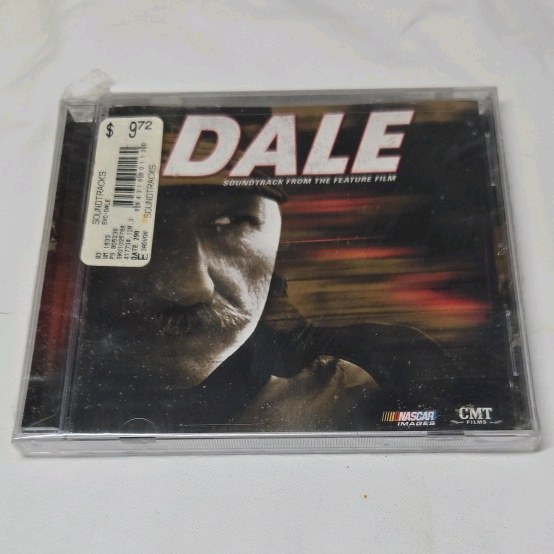 $ 9.72
SOUNDTRACKS
SOUNDTRACKS
DALE
SOUNDTRACK FROM THE FEATURE FILM
NASCAR
IMAGES
CMT
FILMS